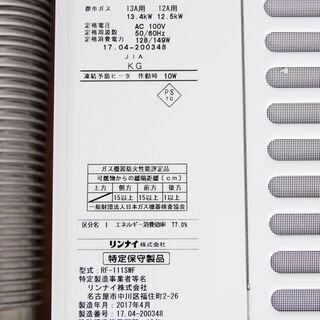 都市ガス 13A用 12A用
13.4kW 12.5kW
定格電圧 AC 100V
定格周波数 50/60Hz
定格消費電力 128/149W
17.04-200348
JIA
KG
凍結予防ヒータ 作動時 10W
PS
TG
ガス機器防火性能評定品
可燃物からの離隔距離(cm)
上方 側方 前方 後方
15以上 15以上 1以上
一般財団法人日本ガス機器検査協会
区分名 I エネルギー消費効率 77.0%
リンナイ 株式会社
特定保守製品
型式: RF-111SWF
特定製造事業者等名
リンナイ株式会社
名古屋市中川区福住町2-26
製造年月 2017年4月
製造番号 17.04-200348